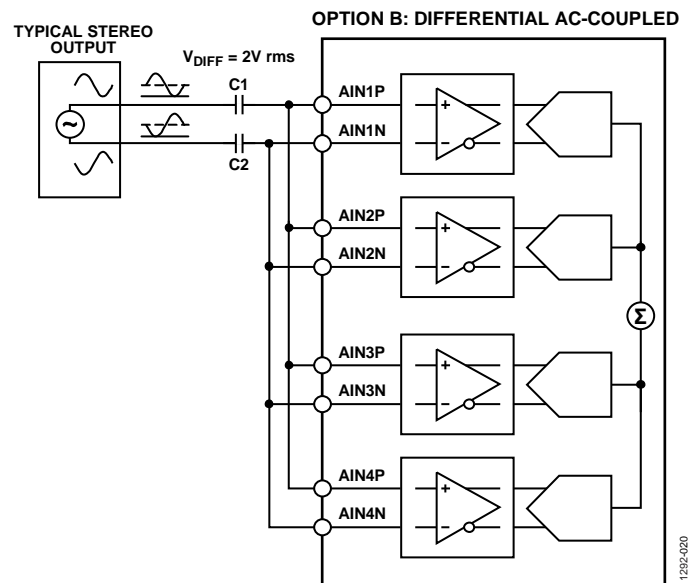 OPTION B: DIFFERENTIAL AC-COUPLED
TYPICAL STEREO
OUTPUT
V_DIFF = 2V rms
C1
C2
AIN1P
AIN1N
AIN2P
AIN2N
AIN3P
AIN3N
AIN4P
AIN4N
+
−
+
−
+
−
+
−
~
Σ
1292-020